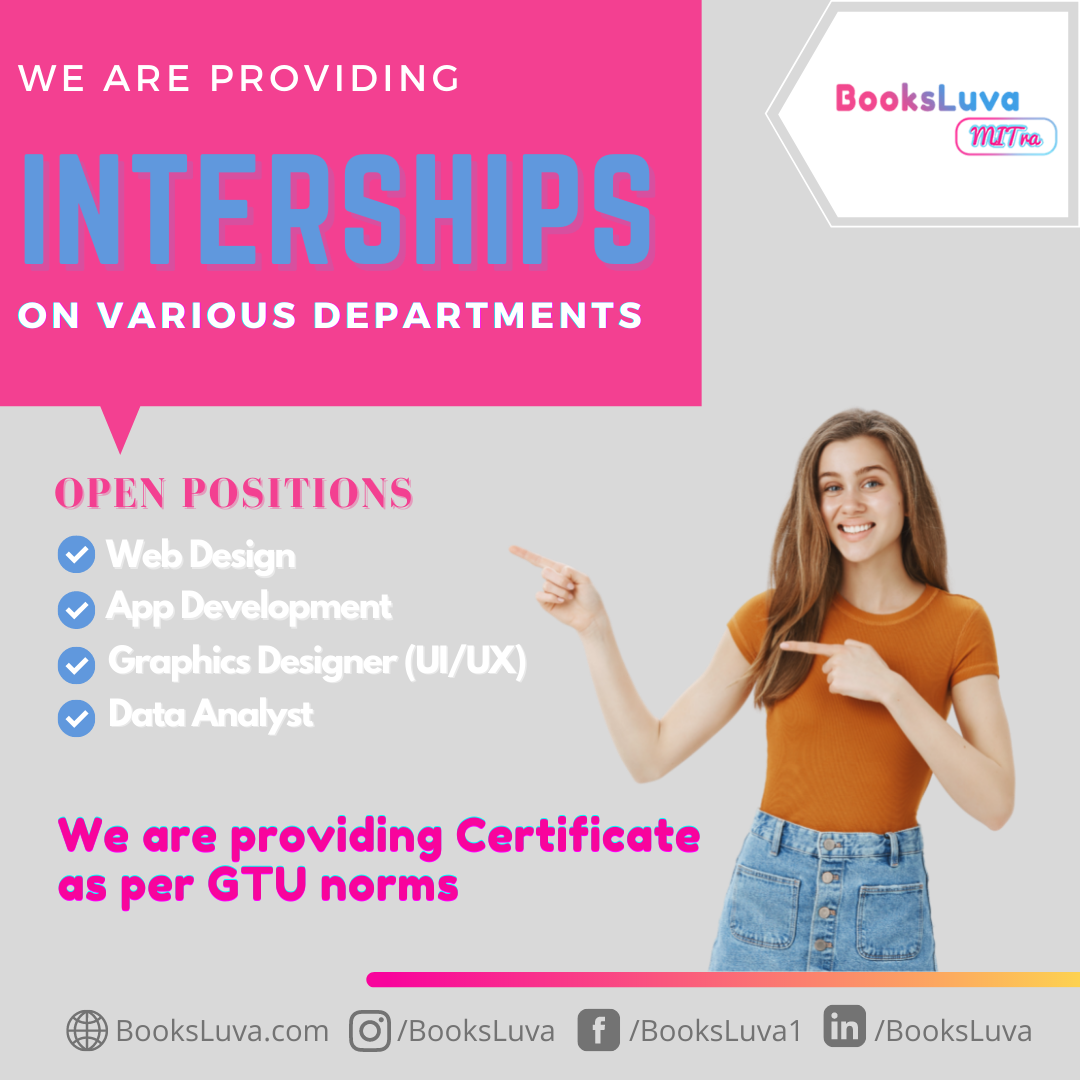 WE ARE PROVIDING
INTERSHIPS
ON VARIOUS DEPARTMENTS
BooksLuva
MITra
OPEN POSITIONS
Web Design
App Development
Graphics Designer (UI/UX)
Data Analyst
We are providing Certificate
as per GTU norms
BooksLuva.com /BooksLuva /BooksLuva1 /BooksLuva